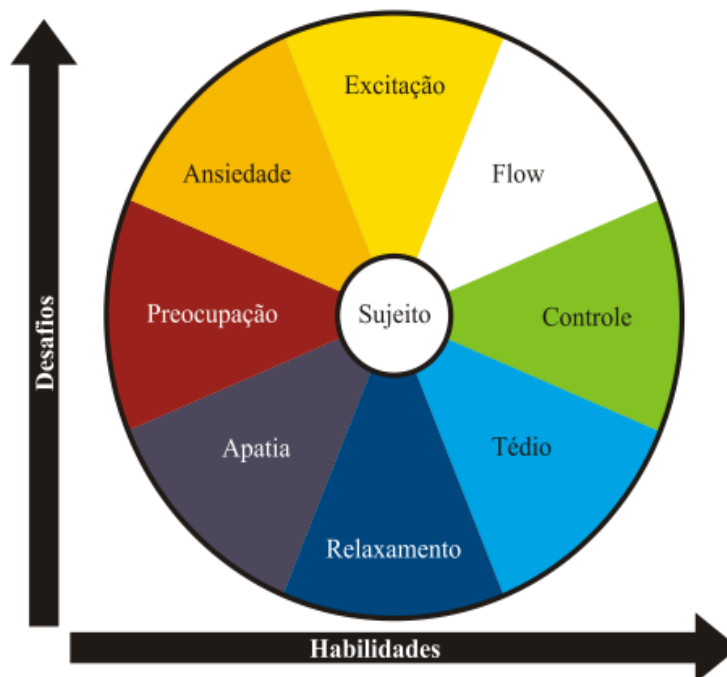 Excitação
Ansiedade
Flow
Desafios
Preocupação
Sujeito
Controle
Apatia
Tédio
Relaxamento
Habilidades